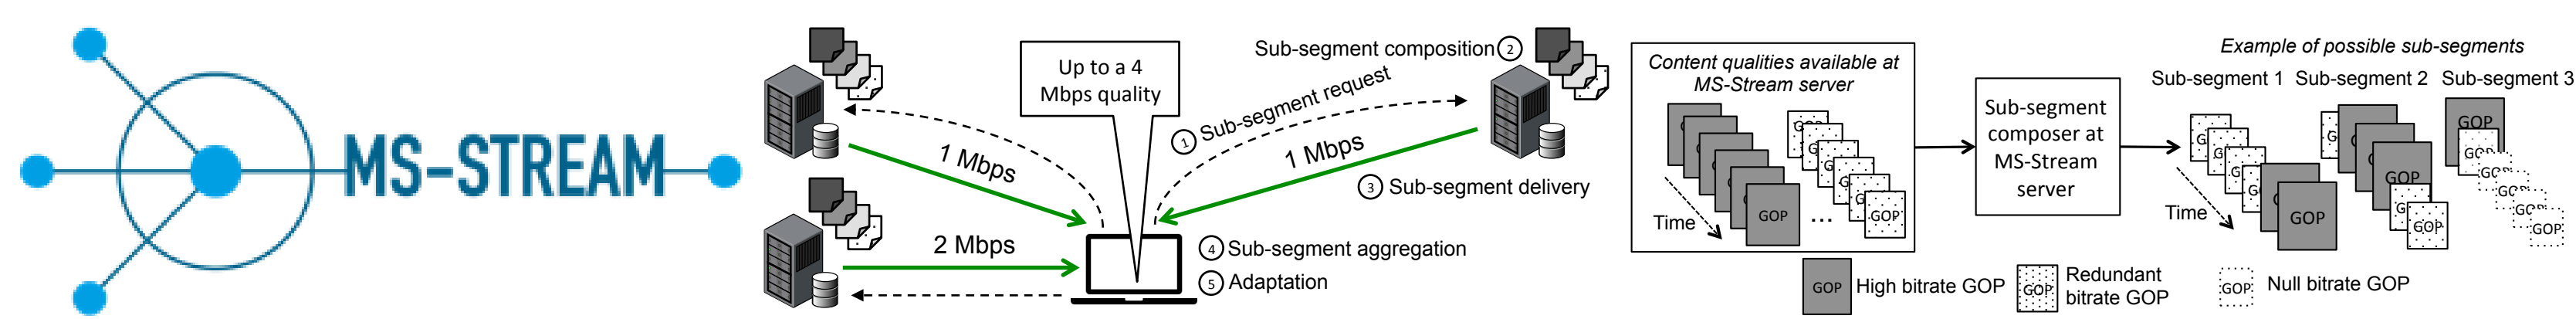 MS-STREAM
Up to a 4
Mbps quality
1 Mbps
2 Mbps
Sub-segment composition 2
1 Sub-segment request
1 Mbps
3 Sub-segment delivery
4 Sub-segment aggregation
5 Adaptation
Content qualities available at
MS-Stream server
GOP
GOP
...
GOP
Time
Sub-segment
composer at
MS-Stream
server
Example of possible sub-segments
Sub-segment 1 Sub-segment 2 Sub-segment 3
GOP
GOP
GOP
GOP
GOP
Time
GOP High bitrate GOP
GOP Redundant
bitrate GOP
GOP Null bitrate GOP